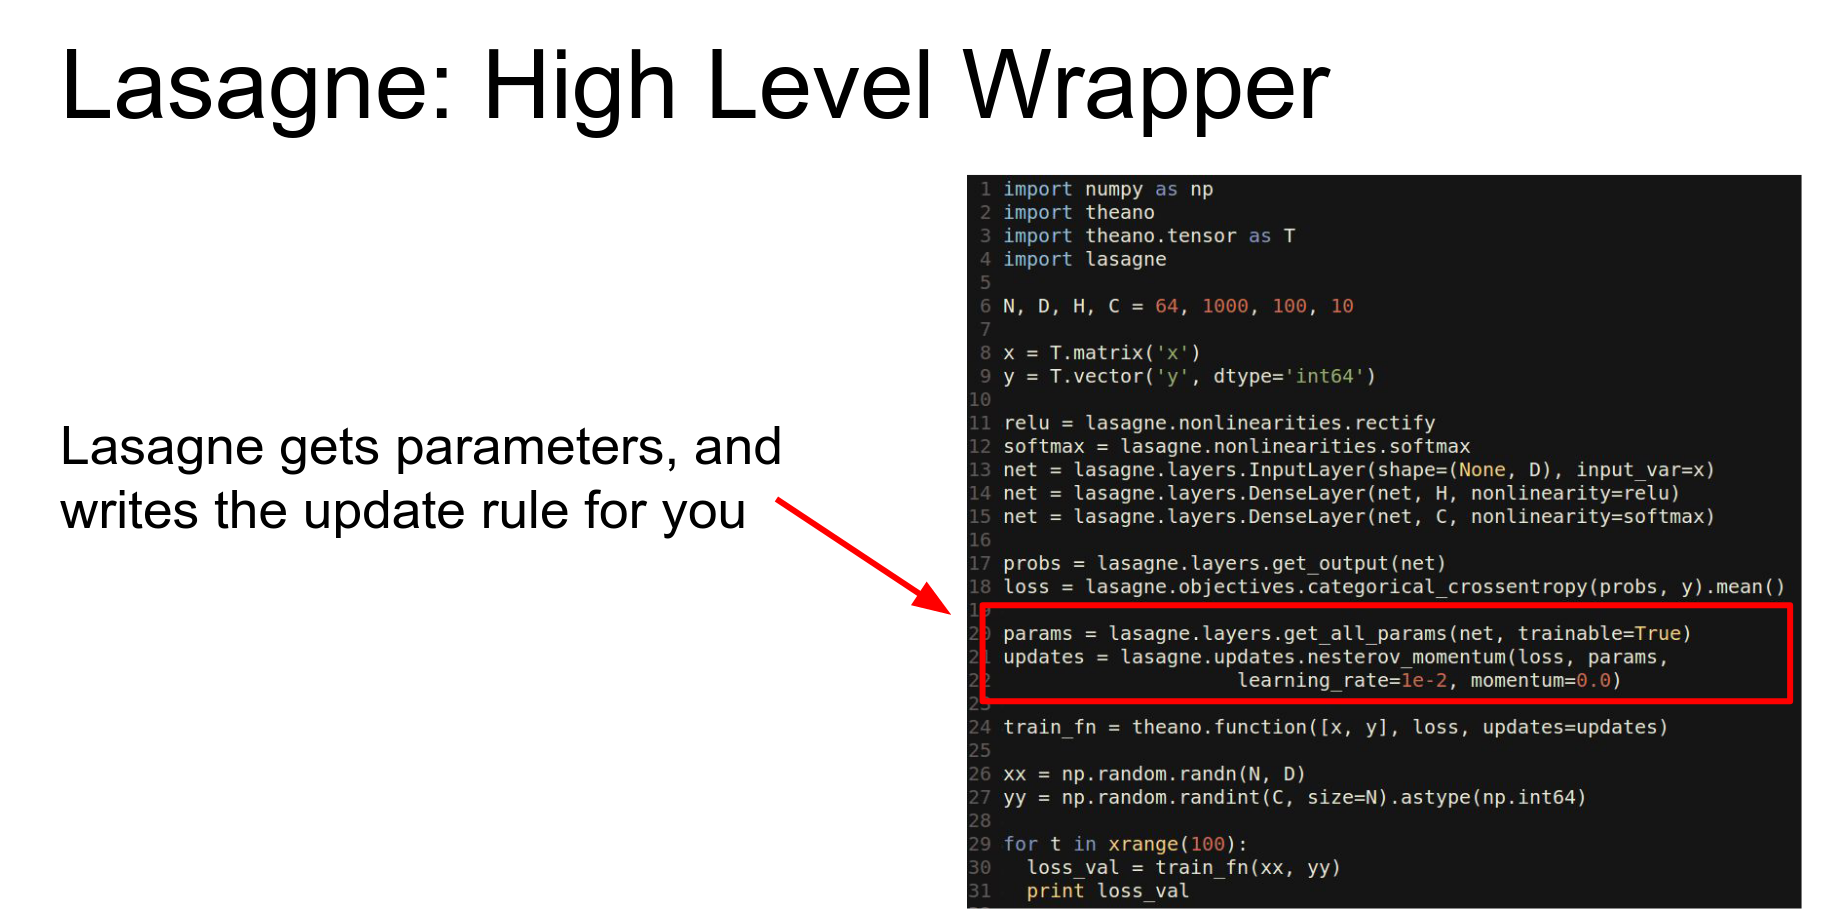 Lasagne: High Level Wrapper
Lasagne gets parameters, and
writes the update rule for you
1 import numpy as np
2 import theano
3 import theano.tensor as T
4 import lasagne
5
6 N, D, H, C = 64, 1000, 100, 10
7
8 x = T.matrix('x')
9 y = T.vector('y', dtype='int64')
10
11 relu = lasagne.nonlinearities.rectify
12 softmax = lasagne.nonlinearities.softmax
13 net = lasagne.layers.InputLayer(shape=(None, D), input_var=x)
14 net = lasagne.layers.DenseLayer(net, H, nonlinearity=relu)
15 net = lasagne.layers.DenseLayer(net, C, nonlinearity=softmax)
16
17 probs = lasagne.layers.get_output(net)
18 loss = lasagne.objectives.categorical_crossentropy(probs, y).mean()
19
20 params = lasagne.layers.get_all_params(net, trainable=True)
21 updates = lasagne.updates.nesterov_momentum(loss, params,
22                     learning_rate=1e-2, momentum=0.0)
23
24 train_fn = theano.function([x, y], loss, updates=updates)
25
26 xx = np.random.randn(N, D)
27 yy = np.random.randint(C, size=N).astype(np.int64)
28
29 for t in xrange(100):
30   loss_val = train_fn(xx, yy)
31   print loss_val